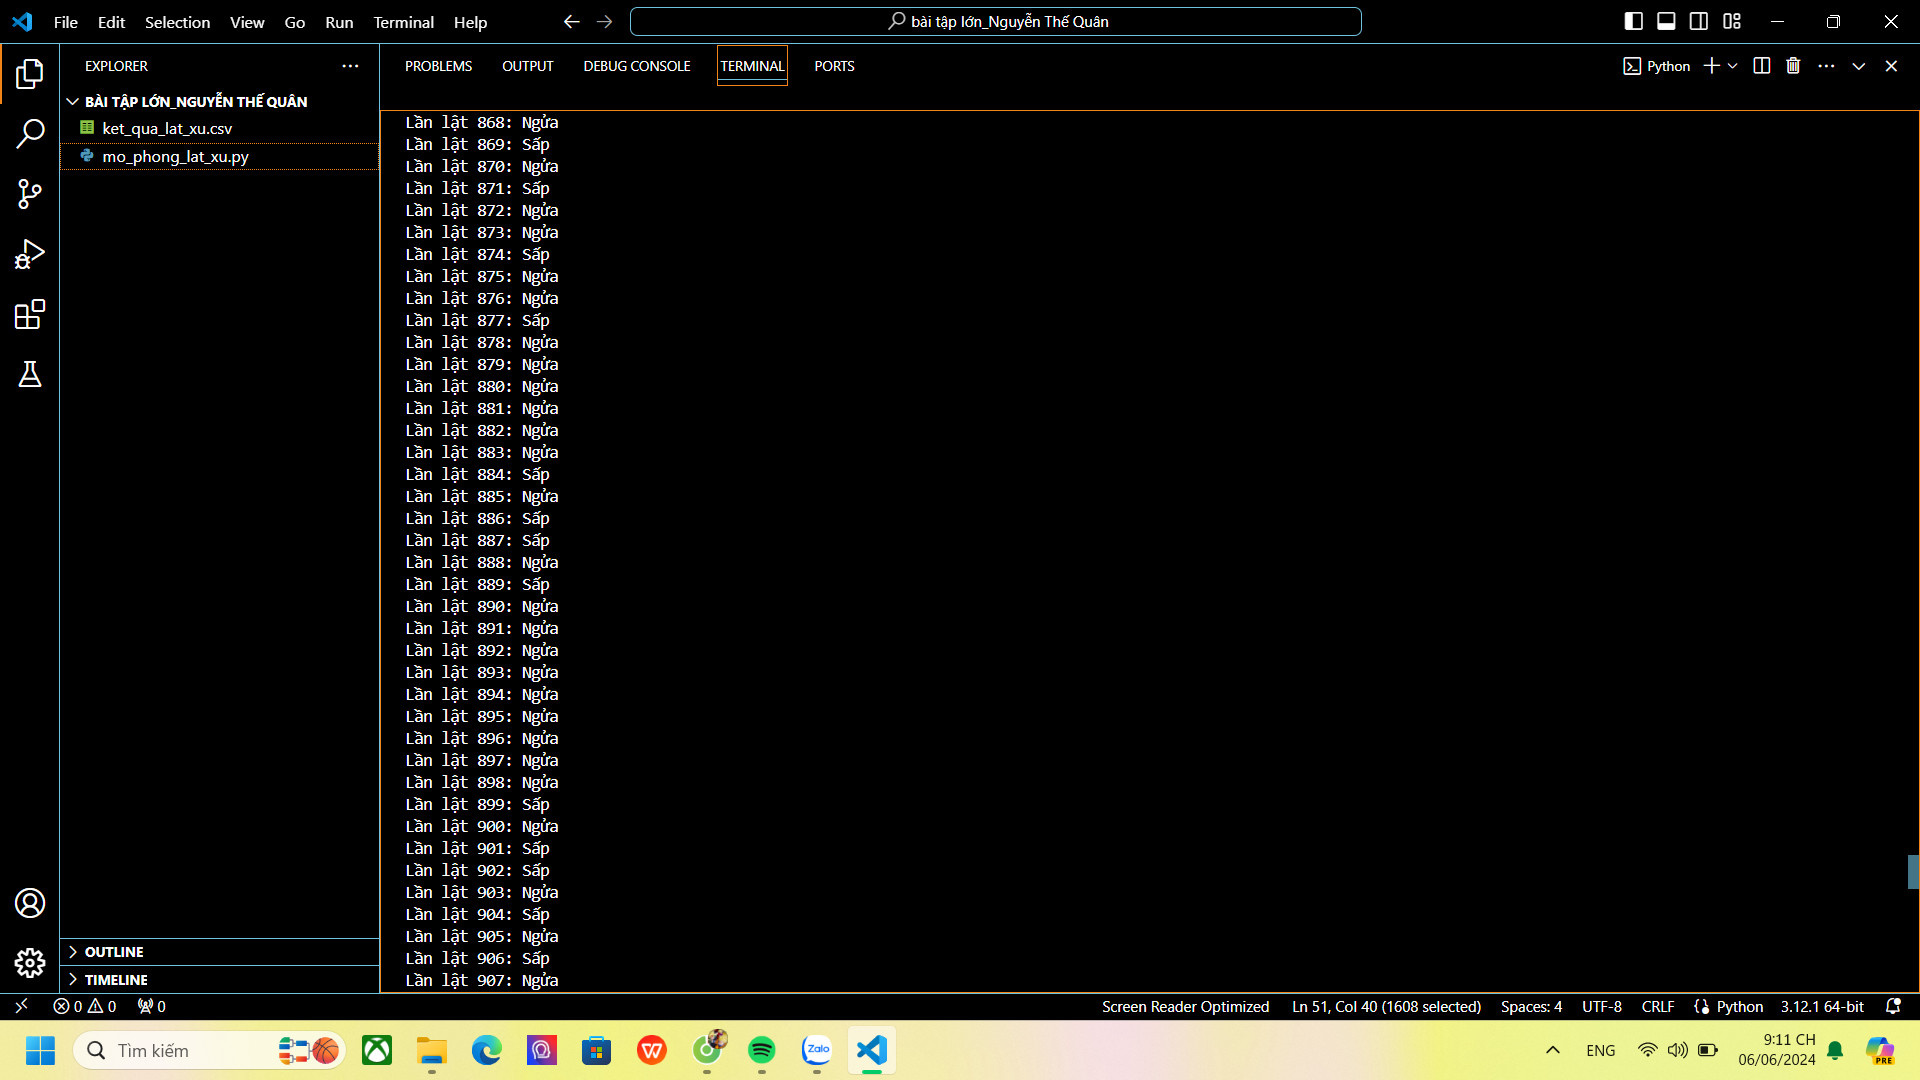 File Edit Selection View Go Run Terminal Help
bài tập lớn_Nguyễn Thế Quân
EXPLORER
BÀI TẬP LỚN_NGUYỄN THẾ QUÂN
ket_qua_lat_xu.csv
mo_phong_lat_xu.py
OUTLINE
TIMELINE
PROBLEMS OUTPUT DEBUG CONSOLE TERMINAL PORTS
Python
Lần lật 868: Ngửa
Lần lật 869: Sấp
Lần lật 870: Ngửa
Lần lật 871: Sấp
Lần lật 872: Ngửa
Lần lật 873: Ngửa
Lần lật 874: Sấp
Lần lật 875: Ngửa
Lần lật 876: Ngửa
Lần lật 877: Sấp
Lần lật 878: Ngửa
Lần lật 879: Ngửa
Lần lật 880: Ngửa
Lần lật 881: Ngửa
Lần lật 882: Ngửa
Lần lật 883: Ngửa
Lần lật 884: Sấp
Lần lật 885: Ngửa
Lần lật 886: Sấp
Lần lật 887: Sấp
Lần lật 888: Ngửa
Lần lật 889: Sấp
Lần lật 890: Ngửa
Lần lật 891: Ngửa
Lần lật 892: Ngửa
Lần lật 893: Ngửa
Lần lật 894: Ngửa
Lần lật 895: Ngửa
Lần lật 896: Ngửa
Lần lật 897: Ngửa
Lần lật 898: Ngửa
Lần lật 899: Sấp
Lần lật 900: Ngửa
Lần lật 901: Sấp
Lần lật 902: Sấp
Lần lật 903: Ngửa
Lần lật 904: Sấp
Lần lật 905: Ngửa
Lần lật 906: Sấp
Lần lật 907: Ngửa
0 0 0
Screen Reader Optimized Ln 51, Col 40 (1608 selected) Spaces: 4 UTF-8 CRLF Python 3.12.1 64-bit
Tìm kiếm
Zalo
ENG
9:11 CH
06/06/2024
PRE